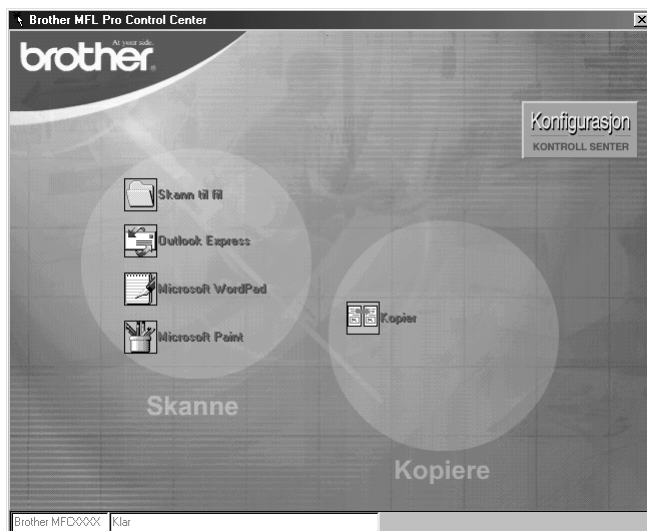 Brother MFL Pro Control Center
At your side.
brother®
Konfigurasjon
KONTROLL SENTER
Skann til fil
Outlook Express
Microsoft WordPad
Microsoft Paint
Kopier
Skanne
Kopiere
Brother MFCXXXX
Klar